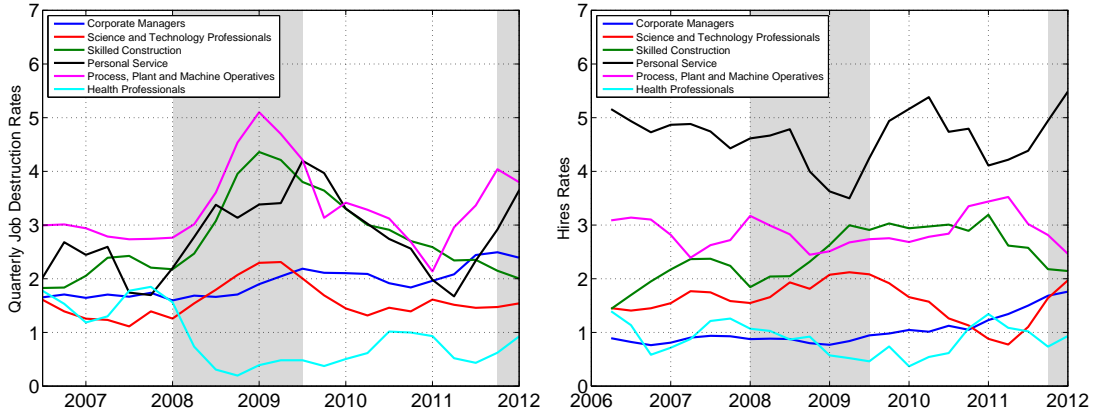 Quarterly Job Destruction Rates
7
6
5
4
3
2
1
0
Corporate Managers
Science and Technology Professionals
Skilled Construction
Personal Service
Process, Plant and Machine Operatives
Health Professionals
2007 2008 2009 2010 2011 2012
Hires Rates
7
6
5
4
3
2
1
0
Corporate Managers
Science and Technology Professionals
Skilled Construction
Personal Service
Process, Plant and Machine Operatives
Health Professionals
2006 2007 2008 2009 2010 2011 2012